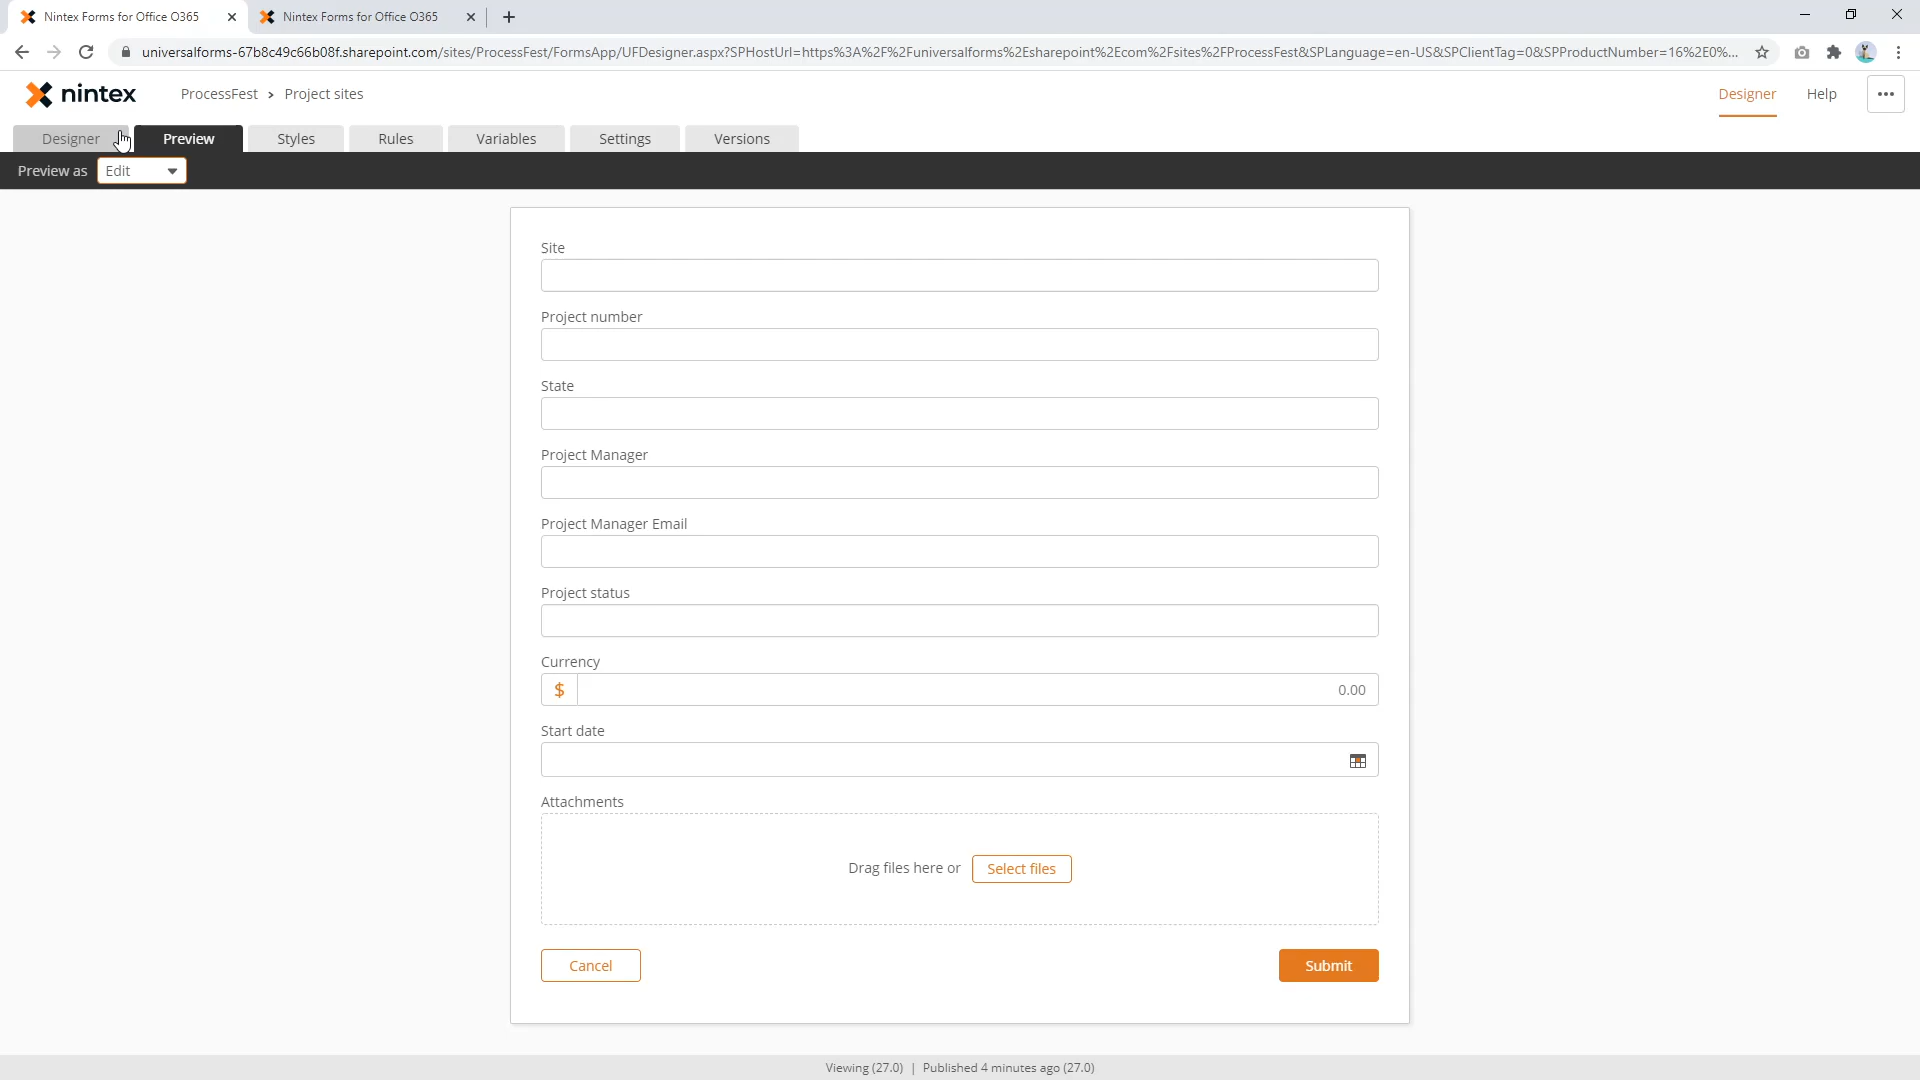 Nintex Forms for Office O365
Nintex Forms for Office O365
universalforms-67b8c49c66b08f.sharepoint.com/sites/ProcessFest/FormsApp/UFDesigner.aspx?SPHostUrl=https%3A%2F%2Funiversalforms%2Esharepoint%2Ecom%2Fsites%2FProcessFest&SPLanguage=en-US&SPClientTag=0&SPProductNumber=16%2E0%...
nintex
ProcessFest > Project sites
Designer
Help
Designer
Preview
Styles
Rules
Variables
Settings
Versions
Preview as
Edit
Site
Project number
State
Project Manager
Project Manager Email
Project status
Currency
$
0.00
Start date
Attachments
Drag files here or
Select files
Cancel
Submit
Viewing (27.0) | Published 4 minutes ago (27.0)